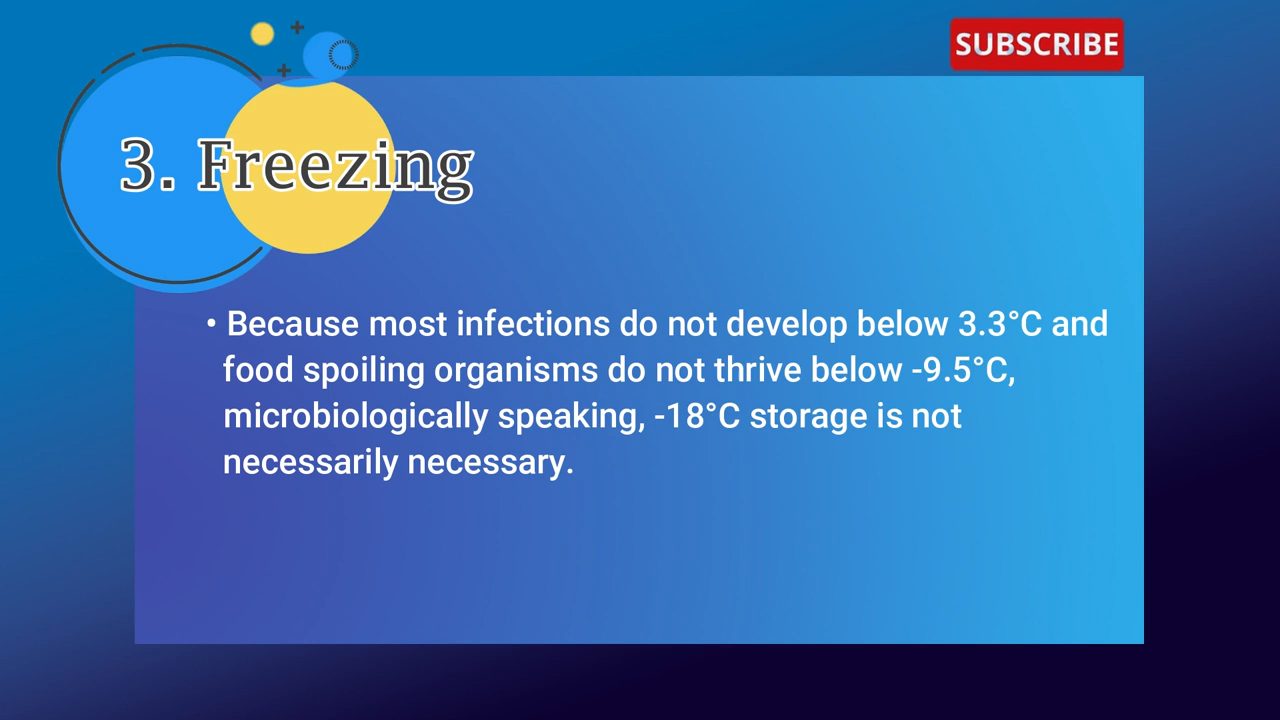 SUBSCRIBE
3. Freezing
• Because most infections do not develop below 3.3°C and
food spoiling organisms do not thrive below -9.5°C,
microbiologically speaking, -18°C storage is not
necessarily necessary.